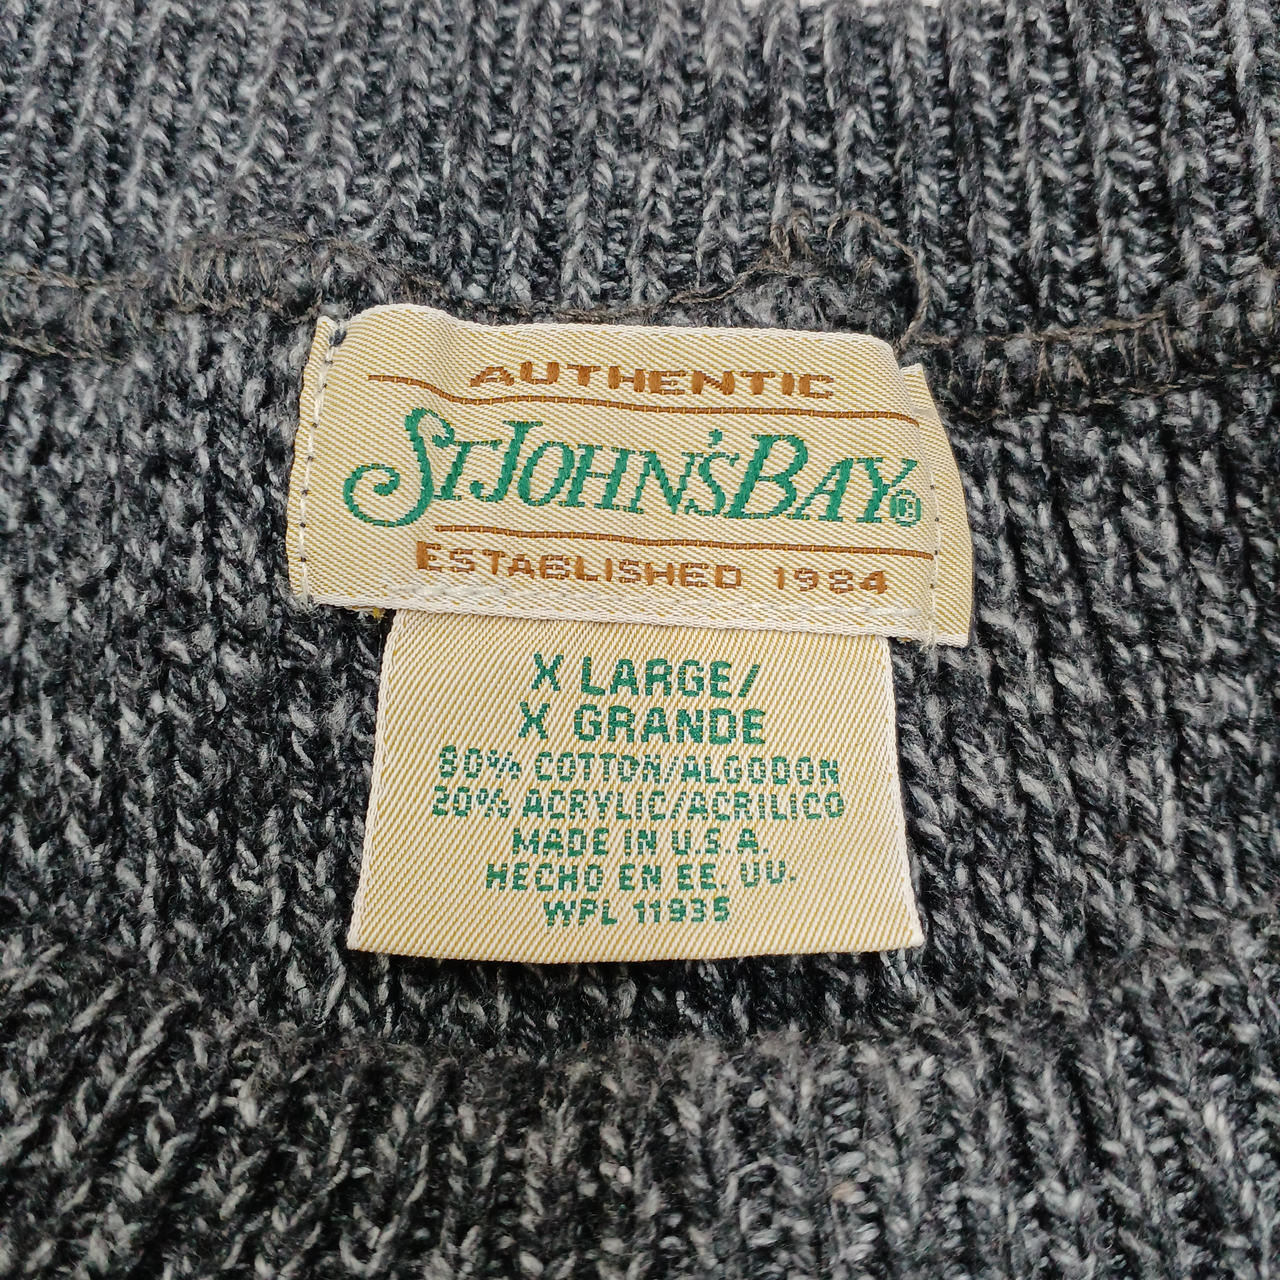 AUTHENTIC
ST JOHN'S BAY®
ESTABLISHED 1984
X LARGE/
X GRANDE
80% COTTON/ALGODON
20% ACRYLIC/ACRILICO
MADE IN U.S.A.
HECHO EN EE. UU.
WPL 11935